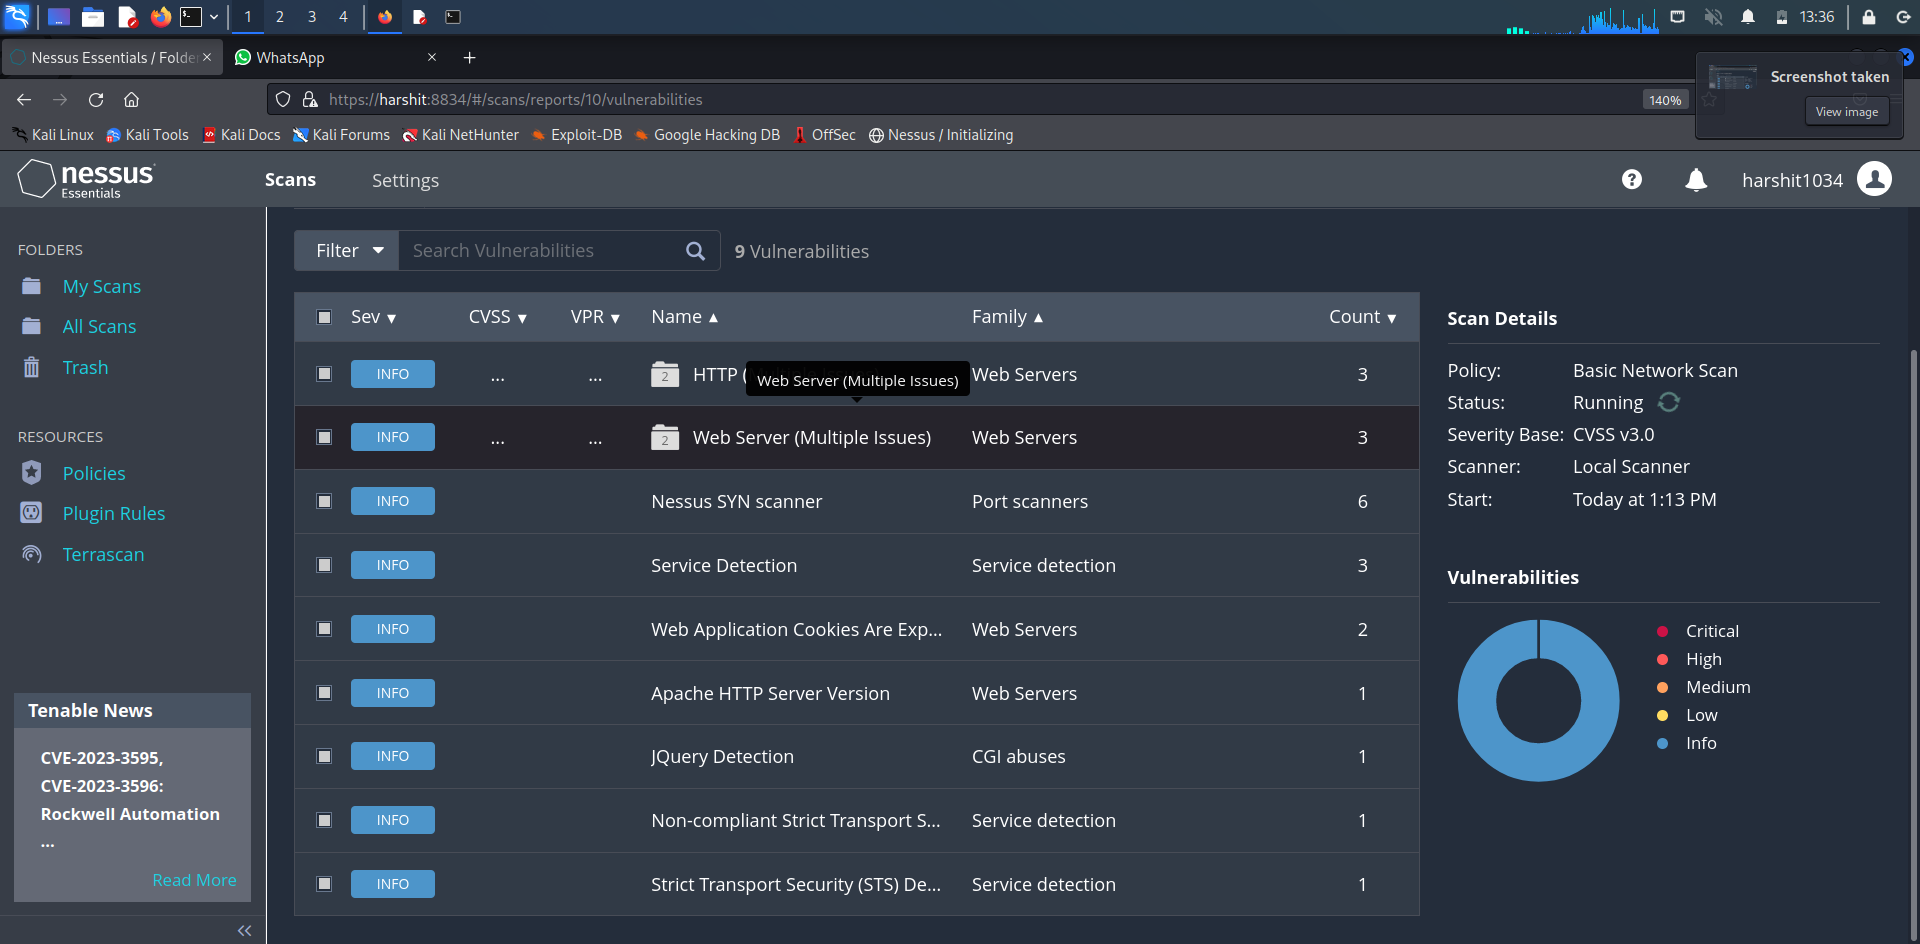 1 2 3 4
13:36
Nessus Essentials / Folde
WhatsApp
Screenshot taken
View image
https://harshit:8834/#/scans/reports/10/vulnerabilities
140%
Kali Linux Kali Tools Kali Docs Kali Forums Kali NetHunter Exploit-DB Google Hacking DB OffSec Nessus / Initializing
nessus
Essentials
Scans Settings
harshit1034
FOLDERS
My Scans
All Scans
Trash
RESOURCES
Policies
Plugin Rules
Terrascan
Tenable News
CVE-2023-3595,
CVE-2023-3596:
Rockwell Automation
...
Read More
Filter
Search Vulnerabilities
9 Vulnerabilities
Sev CVSS VPR Name Family Count
INFO ... ... 2 HTTP ( Web Servers 3
Web Server (Multiple Issues)
INFO ... ... 2 Web Server (Multiple Issues) Web Servers 3
INFO Nessus SYN scanner Port scanners 6
INFO Service Detection Service detection 3
INFO Web Application Cookies Are Exp... Web Servers 2
INFO Apache HTTP Server Version Web Servers 1
INFO JQuery Detection CGI abuses 1
INFO Non-compliant Strict Transport S... Service detection 1
INFO Strict Transport Security (STS) De... Service detection 1
Scan Details
Policy: Basic Network Scan
Status: Running
Severity Base: CVSS v3.0
Scanner: Local Scanner
Start: Today at 1:13 PM
Vulnerabilities
Critical
High
Medium
Low
Info